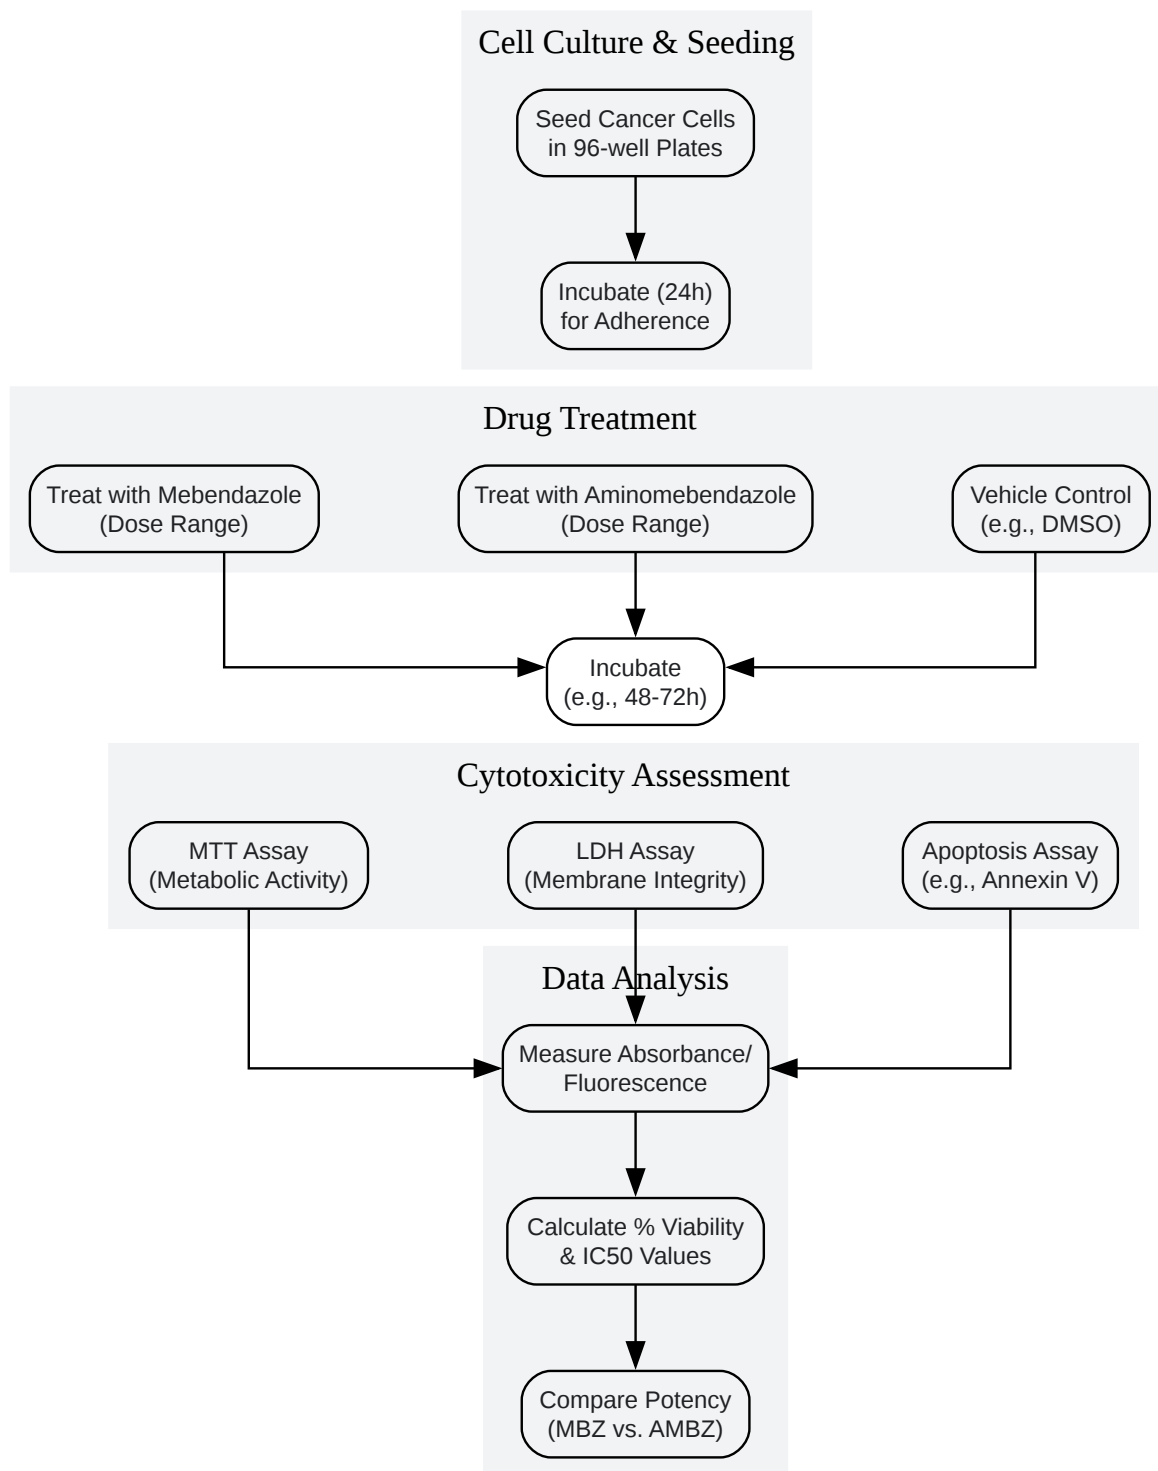 Cell Culture & Seeding
Seed Cancer Cells
in 96-well Plates
Incubate (24h)
for Adherence
Drug Treatment
Treat with Mebendazole
(Dose Range)
Treat with Aminomebendazole
(Dose Range)
Vehicle Control
(e.g., DMSO)
Incubate
(e.g., 48-72h)
Cytotoxicity Assessment
MTT Assay
(Metabolic Activity)
LDH Assay
(Membrane Integrity)
Apoptosis Assay
(e.g., Annexin V)
Data Analysis
Measure Absorbance/
Fluorescence
Calculate % Viability
& IC50 Values
Compare Potency
(MBZ vs. AMBZ)